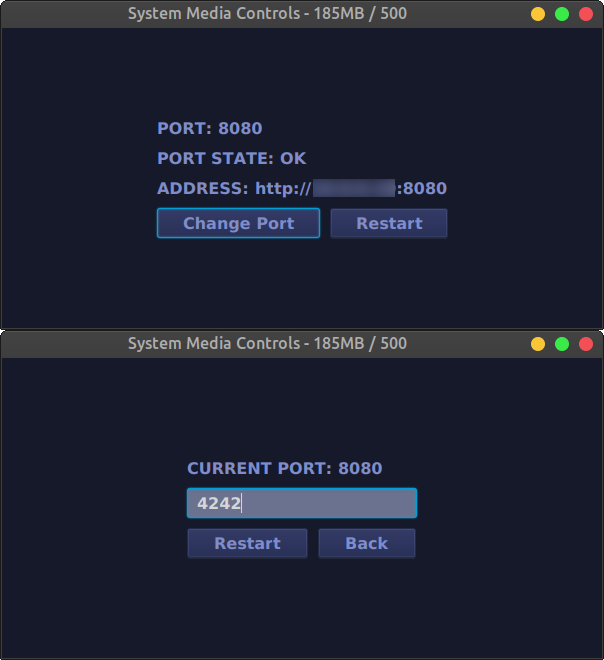 System Media Controls - 185MB / 500
PORT: 8080
PORT STATE: OK
ADDRESS: http:// :8080
Change Port Restart
System Media Controls - 185MB / 500
CURRENT PORT: 8080
4242
Restart Back